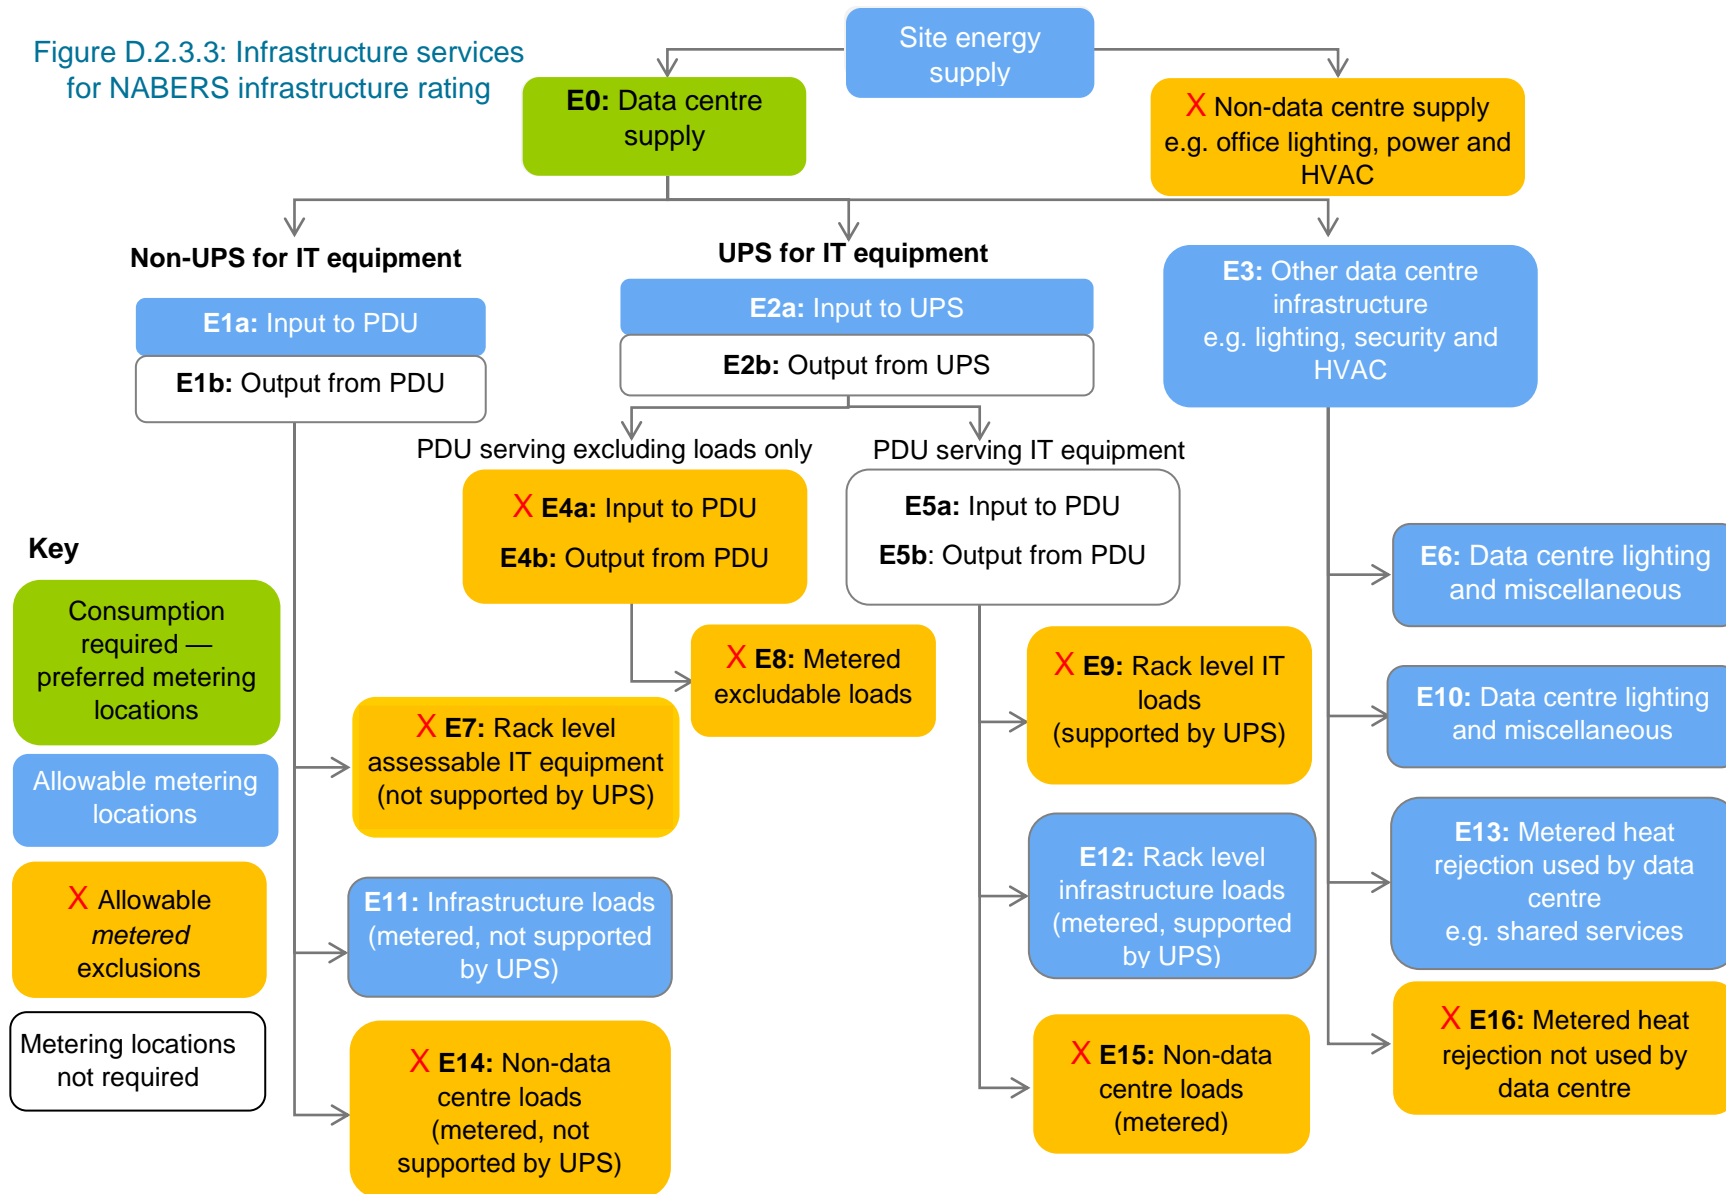 Figure D.2.3.3: Infrastructure services
for NABERS infrastructure rating
Site energy
supply
E0: Data centre
supply
X Non-data centre supply
e.g. office lighting, power and
HVAC
Non-UPS for IT equipment
E1a: Input to PDU
E1b: Output from PDU
UPS for IT equipment
E2a: Input to UPS
E2b: Output from UPS
E3: Other data centre
infrastructure
e.g. lighting, security and
HVAC
PDU serving excluding loads only
X E4a: Input to PDU
E4b: Output from PDU
PDU serving IT equipment
E5a: Input to PDU
E5b: Output from PDU
Key
Consumption
required —
preferred metering
locations
Allowable metering
locations
X Allowable
metered
exclusions
Metering locations
not required
E6: Data centre lighting
and miscellaneous
X E7: Rack level
assessable IT equipment
(not supported by UPS)
X E8: Metered
excludable loads
X E9: Rack level IT
loads
(supported by UPS)
E10: Data centre lighting
and miscellaneous
E11: Infrastructure loads
(metered, not supported
by UPS)
E12: Rack level
infrastructure loads
(metered, supported
by UPS)
E13: Metered heat
rejection used by data
centre
e.g. shared services
X E14: Non-data
centre loads
(metered, not
supported by UPS)
X E15: Non-data
centre loads
(metered)
X E16: Metered heat
rejection not used by
data centre